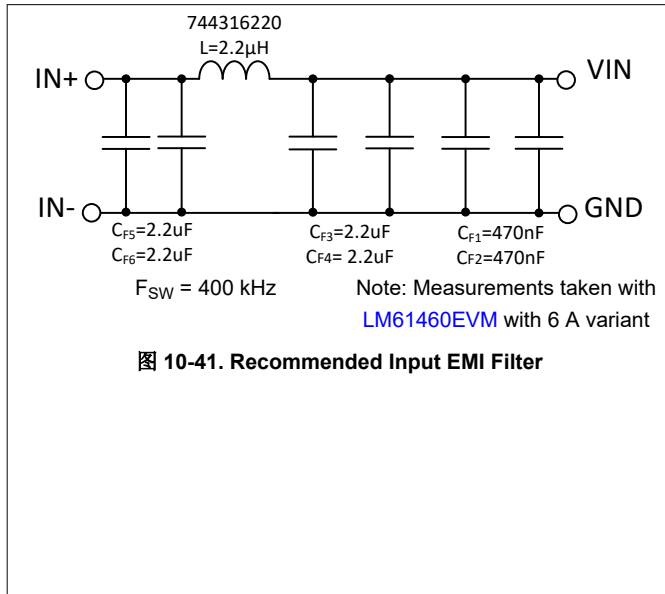 744316220
L=2.2µH
IN+
VIN
IN-
GND
CF5=2.2uF
CF6=2.2uF
CF3=2.2uF
CF4= 2.2uF
CF1=470nF
CF2=470nF
FSW = 400 kHz
Note: Measurements taken with
LM61460EVM with 6 A variant
图 10-41. Recommended Input EMI Filter